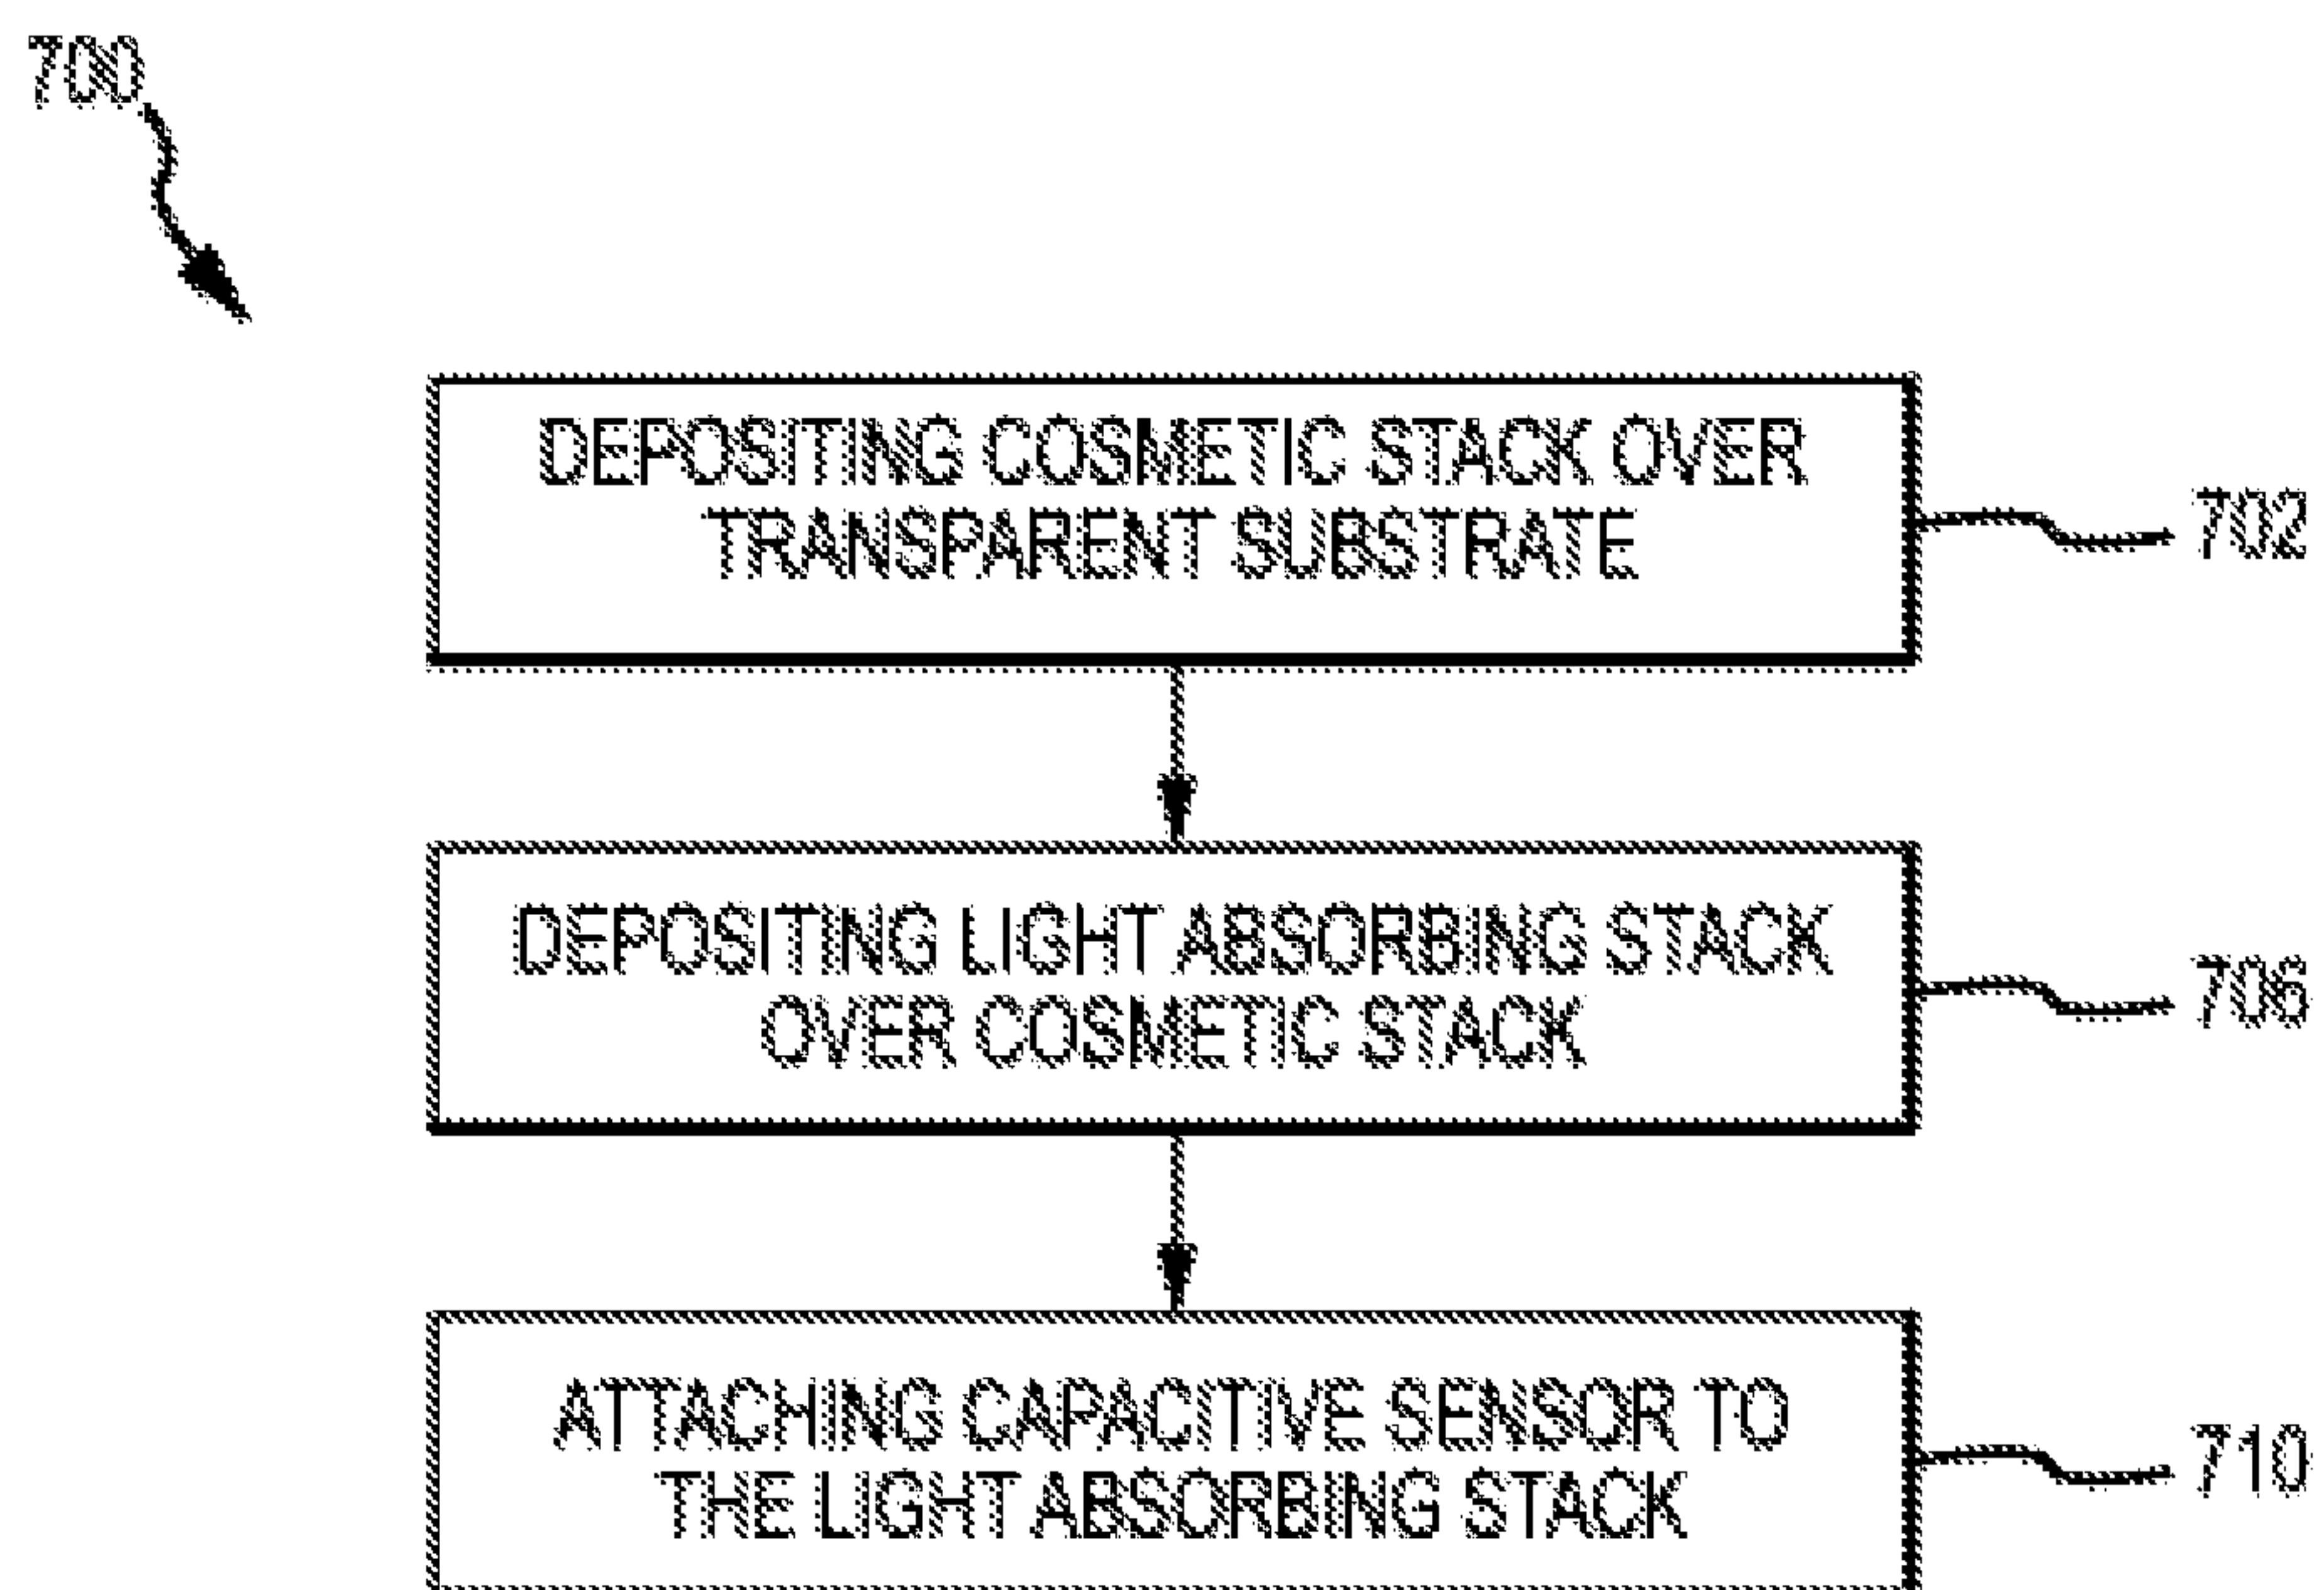 700
DEPOSITING COSMETIC STACK OVER
TRANSPARENT SUBSTRATE
702
DEPOSITING LIGHT ABSORBING STACK
OVER COSMETIC STACK
706
ATTACHING CAPACITIVE SENSOR TO
THE LIGHT ABSORBING STACK
710